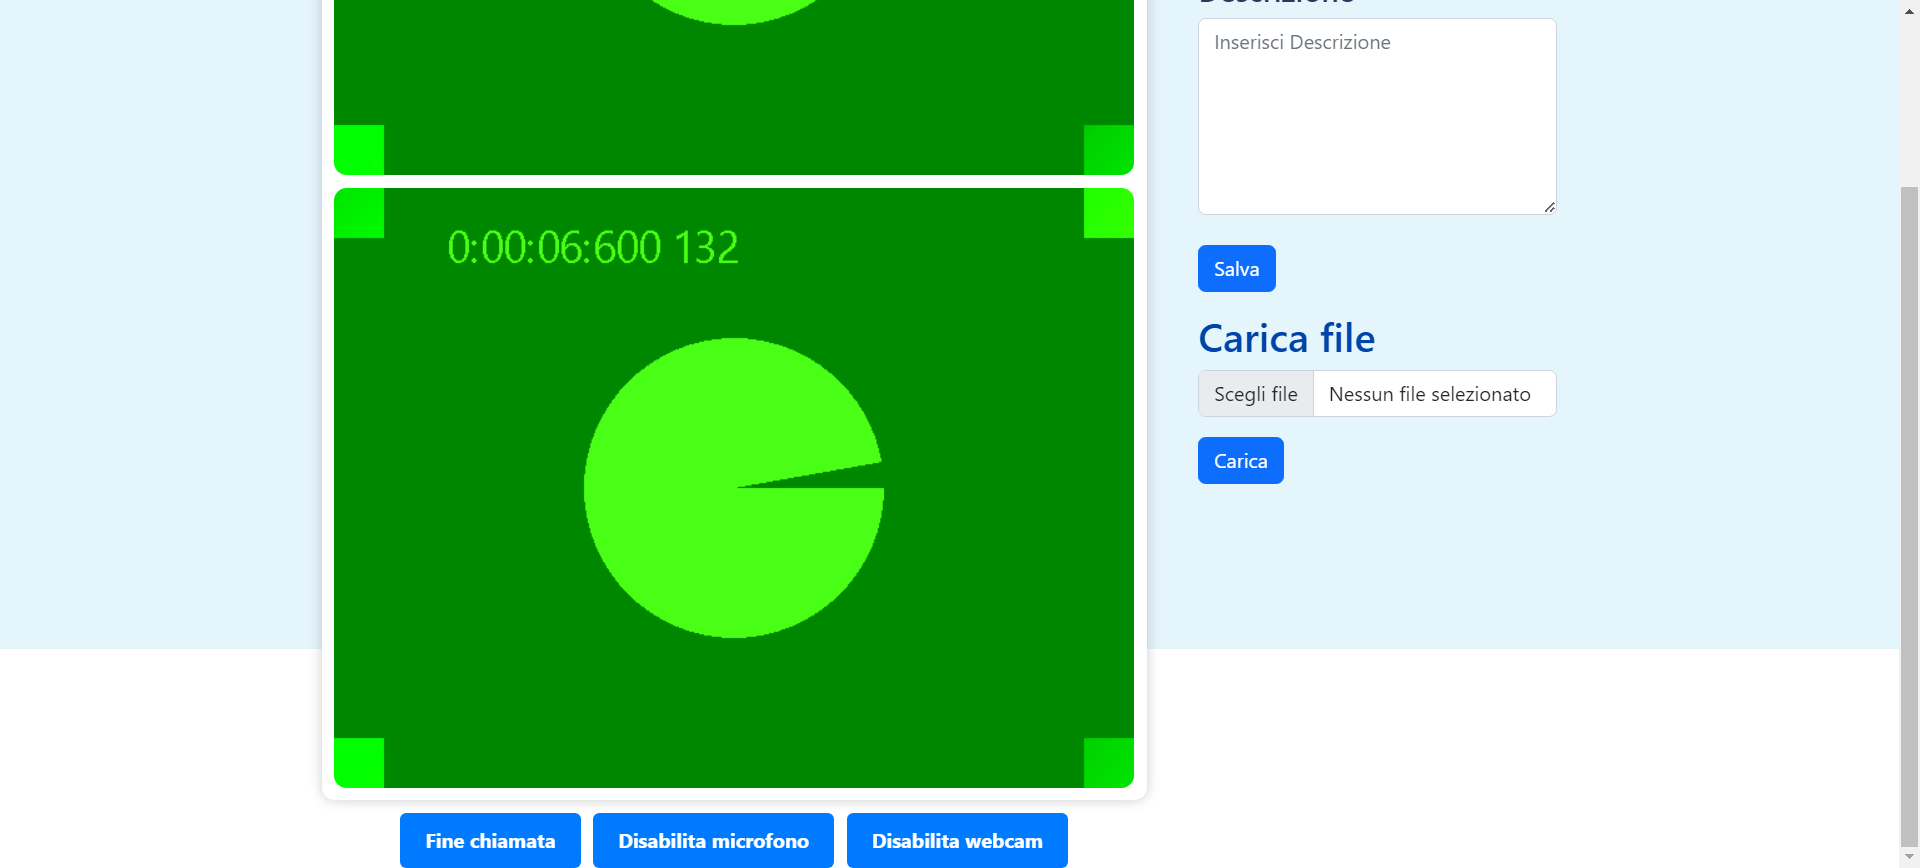 Descrizione
Inserisci Descrizione
0:00:06:600 132
Salva
Carica file
Scegli file
Nessun file selezionato
Carica
Fine chiamata
Disabilita microfono
Disabilita webcam